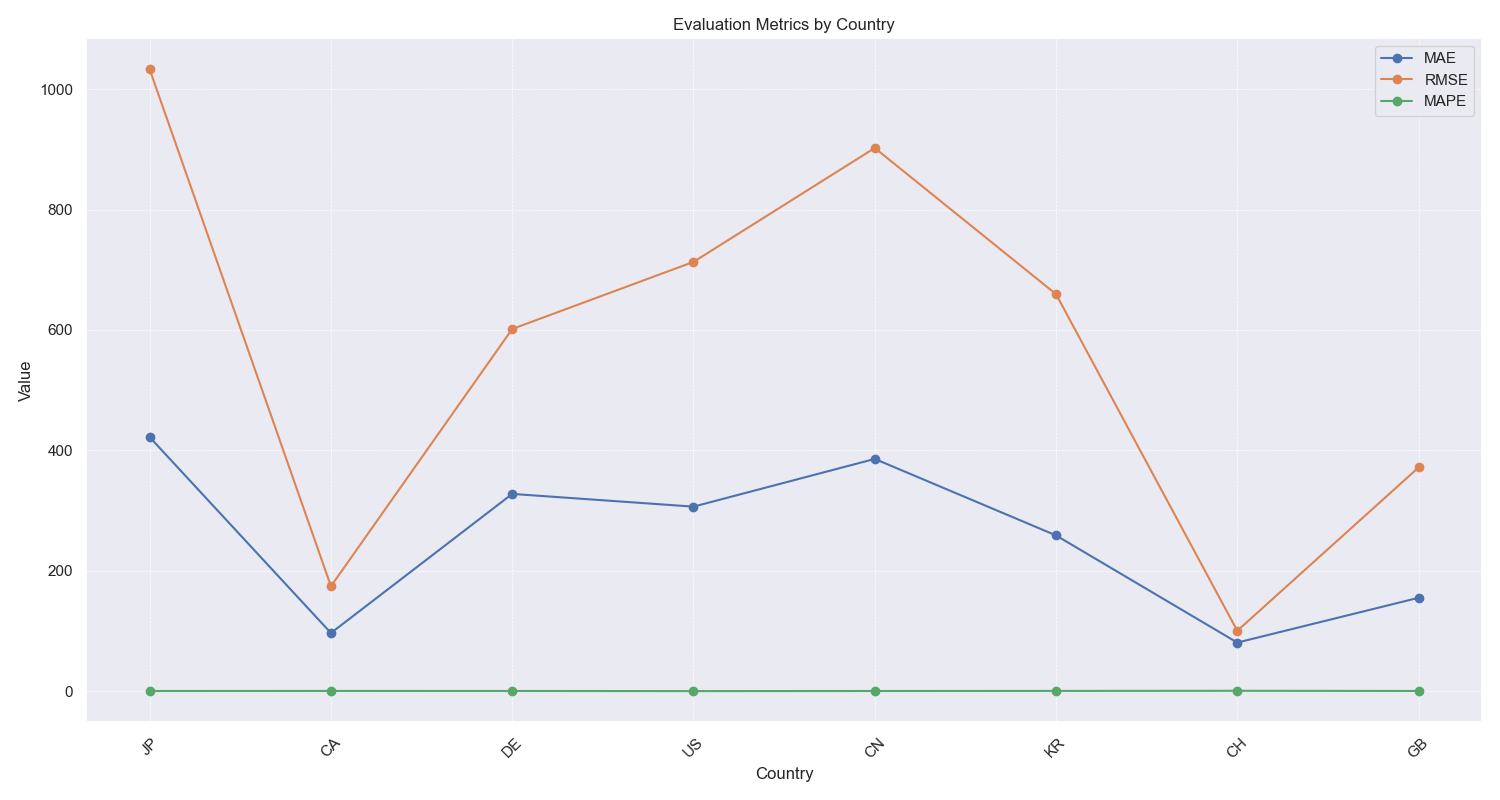 Evaluation Metrics by Country
MAE
RMSE
MAPE
1000
800
600
400
200
0
Value
JP
CA
DE
US
CN
KR
CH
GB
Country